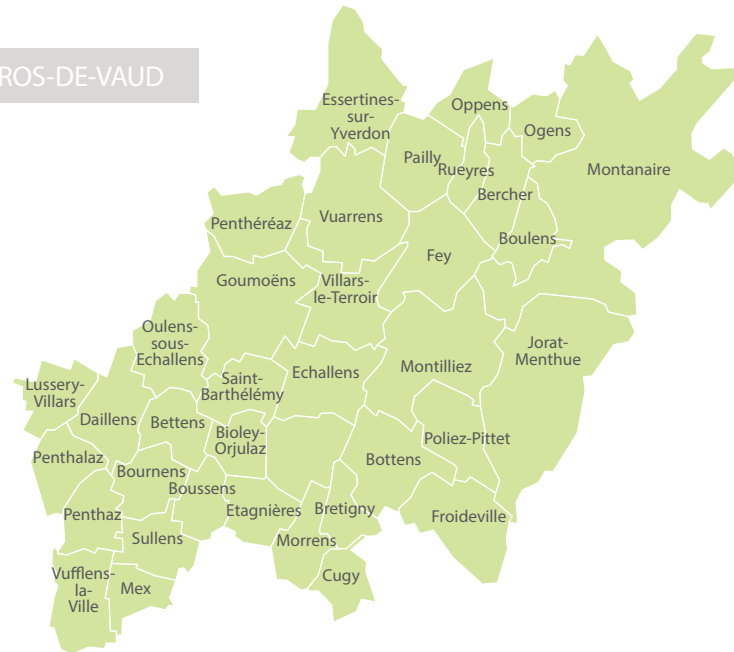 ROS-DE-VAUD
Essertines-
sur-
Yverdon
Oppens
Ogens
Pailly
Rueyres
Montanaire
Bercher
Penthéréaz
Vuarrens
Boulens
Fey
Goumoëns
Villars-
le-Terroir
Oulens-
sous-
Echallens
Jorat-
Menthue
Echallens
Montilliez
Saint-
Barthélémy
Lussery-
Villars
Daillens
Bettens
Bioley-
Orjulaz
Poliez-Pittet
Penthalaz
Bournens
Bottens
Boussens
Penthaz
Etagnières
Bretigny
Froideville
Sullens
Morrens
Vufflens-
la-
Ville
Mex
Cugy